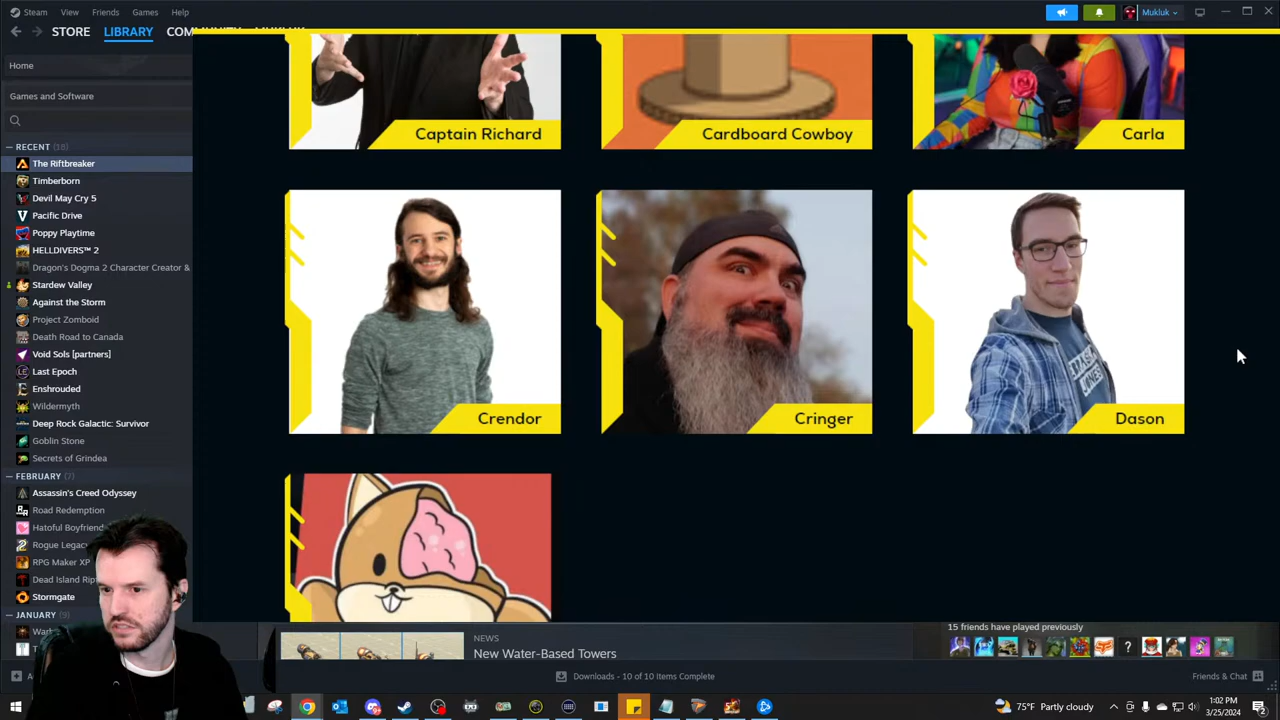 Steam View Friends Games Help
Mukluk
STORE LIBRARY
Home
Games and Software
RECENT (18)
The Riftbreaker
Timberborn
Devil May Cry 5
Pacific Drive
Poppy Playtime
HELLDIVERS™ 2
Dragon's Dogma 2 Character Creator &
Stardew Valley
Against the Storm
Project Zomboid
Death Road to Canada
Void Sols [partners]
Last Epoch
Enshrouded
Wildermyth
Deep Rock Galactic: Survivor
Goblin Stone
Secrets of Grindea
FEBRUARY (7)
Assassin's Creed Odyssey
Road Redemption
Hatoful Boyfriend
Rogue Legacy
RPG Maker XP
Dead Island
Stormgate
JANUARY (9)
Captain Richard
Cardboard Cowboy
Carla
Crendor
Cringer
Dason
NEWS
New Water-Based Towers
15 friends have played previously
Downloads - 10 of 10 Items Complete
Friends & Chat
75°F Partly cloudy
1:02 PM
3/25/2024